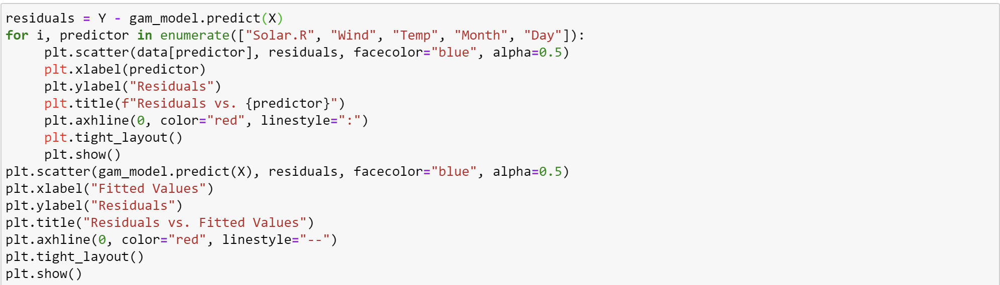 residuals = Y - gam_model.predict(X)
for i, predictor in enumerate(["Solar.R", "Wind", "Temp", "Month", "Day"]):
     plt.scatter(data[predictor], residuals, facecolor="blue", alpha=0.5)
     plt.xlabel(predictor)
     plt.ylabel("Residuals")
     plt.title(f"Residuals vs. {predictor}")
     plt.axhline(0, color="red", linestyle=":")
     plt.tight_layout()
     plt.show()
plt.scatter(gam_model.predict(X), residuals, facecolor="blue", alpha=0.5)
plt.xlabel("Fitted Values")
plt.ylabel("Residuals")
plt.title("Residuals vs. Fitted Values")
plt.axhline(0, color="red", linestyle="--")
plt.tight_layout()
plt.show()